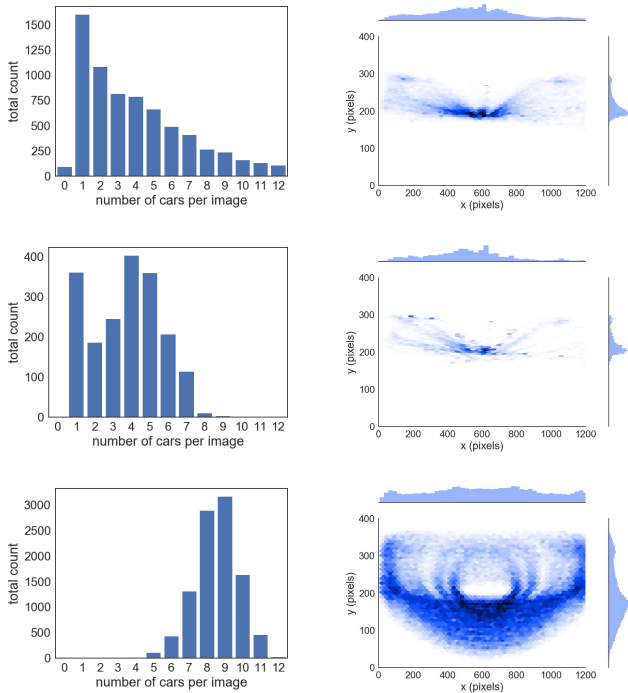 1500
1250
1000
750
500
250
0
total count
0 1 2 3 4 5 6 7 8 9 10 11 12
number of cars per image
400
300
200
100
0
y (pixels)
0 200 400 600 800 1000 1200
x (pixels)
400
300
200
100
0
total count
0 1 2 3 4 5 6 7 8 9 10 11 12
number of cars per image
400
300
200
100
0
y (pixels)
0 200 400 600 800 1000 1200
x (pixels)
3000
2500
2000
1500
1000
500
0
total count
0 1 2 3 4 5 6 7 8 9 10 11 12
number of cars per image
400
300
200
100
0
y (pixels)
0 200 400 600 800 1000 1200
x (pixels)